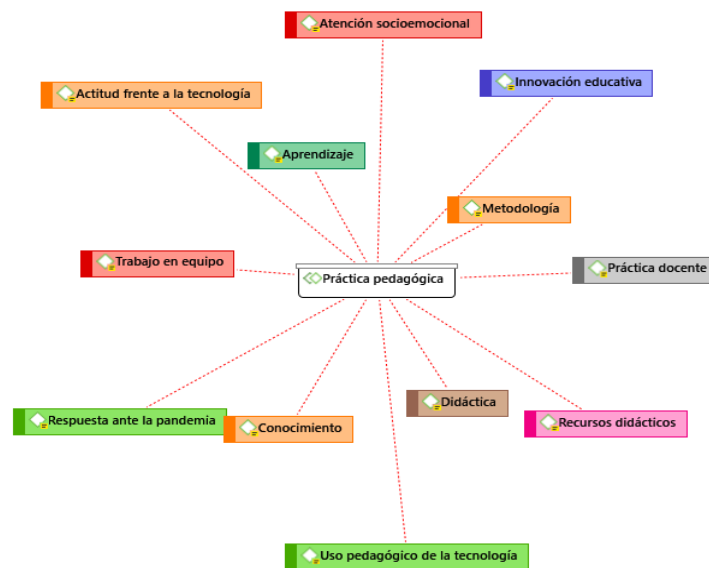 Atención socioemocional
Innovación educativa
Actitud frente a la tecnología
Aprendizaje
Metodología
Trabajo en equipo
Práctica pedagógica
Práctica docente
Didáctica
Respuesta ante la pandemia
Conocimiento
Recursos didácticos
Uso pedagógico de la tecnología